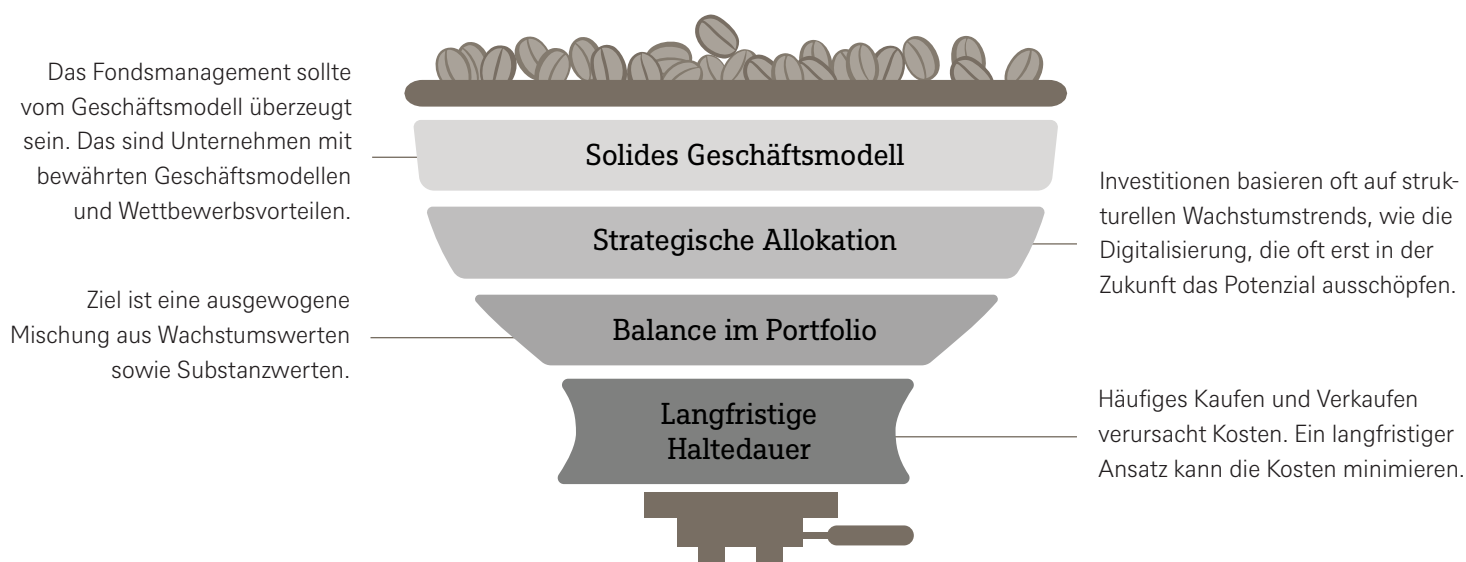 Das Fondsmanagement sollte
vom Geschäftsmodell überzeugt
sein. Das sind Unternehmen mit
bewährten Geschäftsmodellen
und Wettbewerbsvorteilen.
Solides Geschäftsmodell
Investitionen basieren oft auf struk-
turellen Wachstumstrends, wie die
Digitalisierung, die oft erst in der
Zukunft das Potenzial ausschöpfen.
Strategische Allokation
Ziel ist eine ausgewogene
Mischung aus Wachstumswerten
sowie Substanzwerten.
Balance im Portfolio
Langfristige
Haltedauer
Häufiges Kaufen und Verkaufen
verursacht Kosten. Ein langfristiger
Ansatz kann die Kosten minimieren.